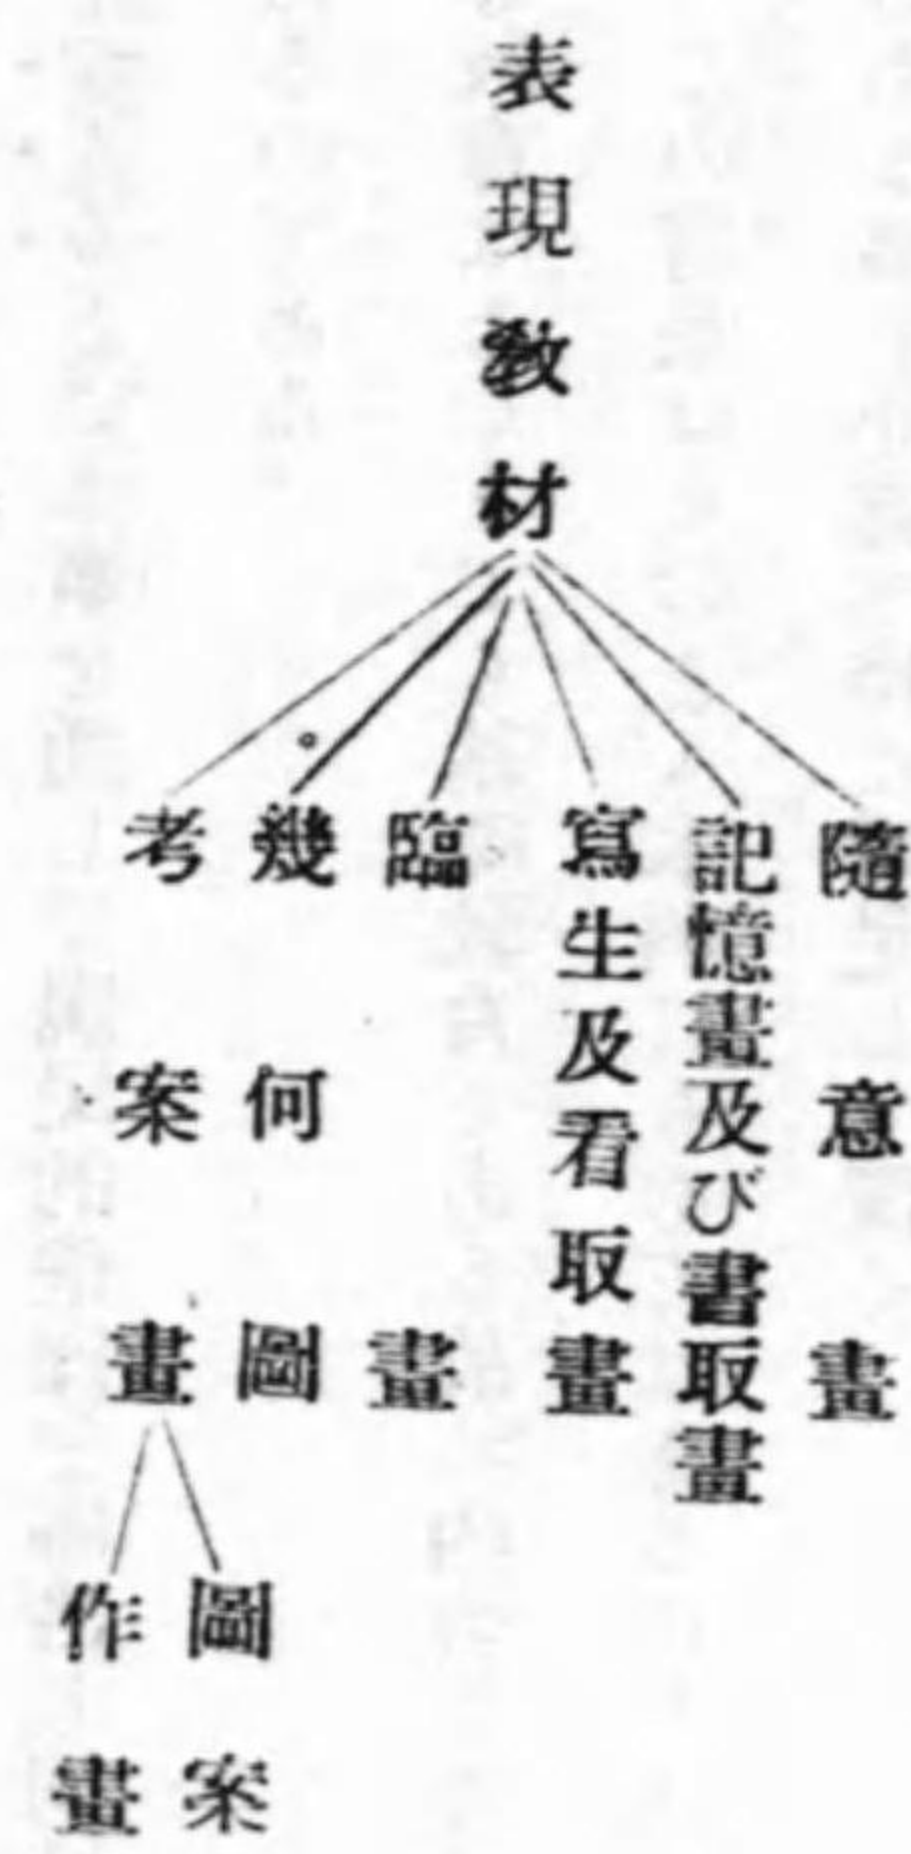 表現敎材
隨意畫
記憶畫及び書取畫
寫生及看取畫
臨畫
幾何圖
考案畫
圖案
作畫